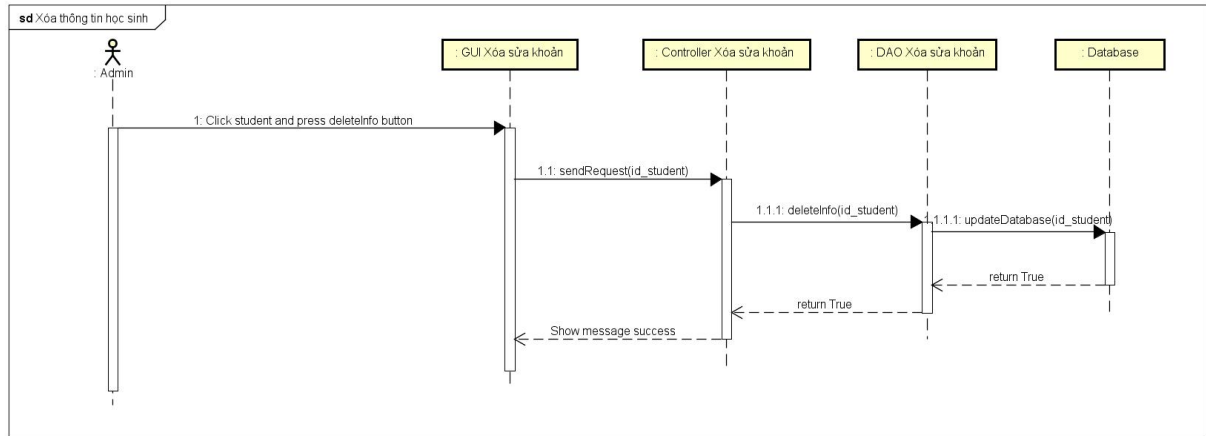 sd Xóa thông tin học sinh
: Admin
: GUI Xóa sửa khoản
: Controller Xóa sửa khoản
: DAO Xóa sửa khoản
: Database
1: Click student and press deleteInfo button
1.1: sendRequest(id_student)
1.1.1: deleteInfo(id_student)
1.1.1.1: updateDatabase(id_student)
return True
return True
Show message success